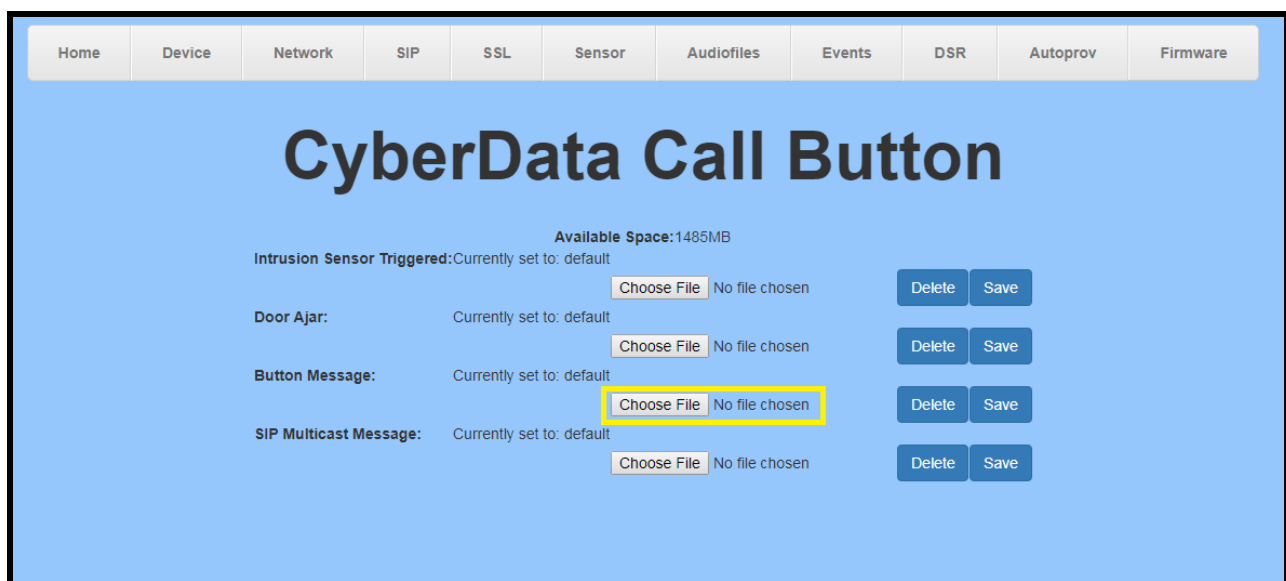 Home Device Network SIP SSL Sensor Audiofiles Events DSR Autoprov Firmware
CyberData Call Button
Available Space:1485MB
Intrusion Sensor Triggered:Currently set to: default
Choose File No file chosen Delete Save
Door Ajar: Currently set to: default
Choose File No file chosen Delete Save
Button Message: Currently set to: default
Choose File No file chosen Delete Save
SIP Multicast Message: Currently set to: default
Choose File No file chosen Delete Save